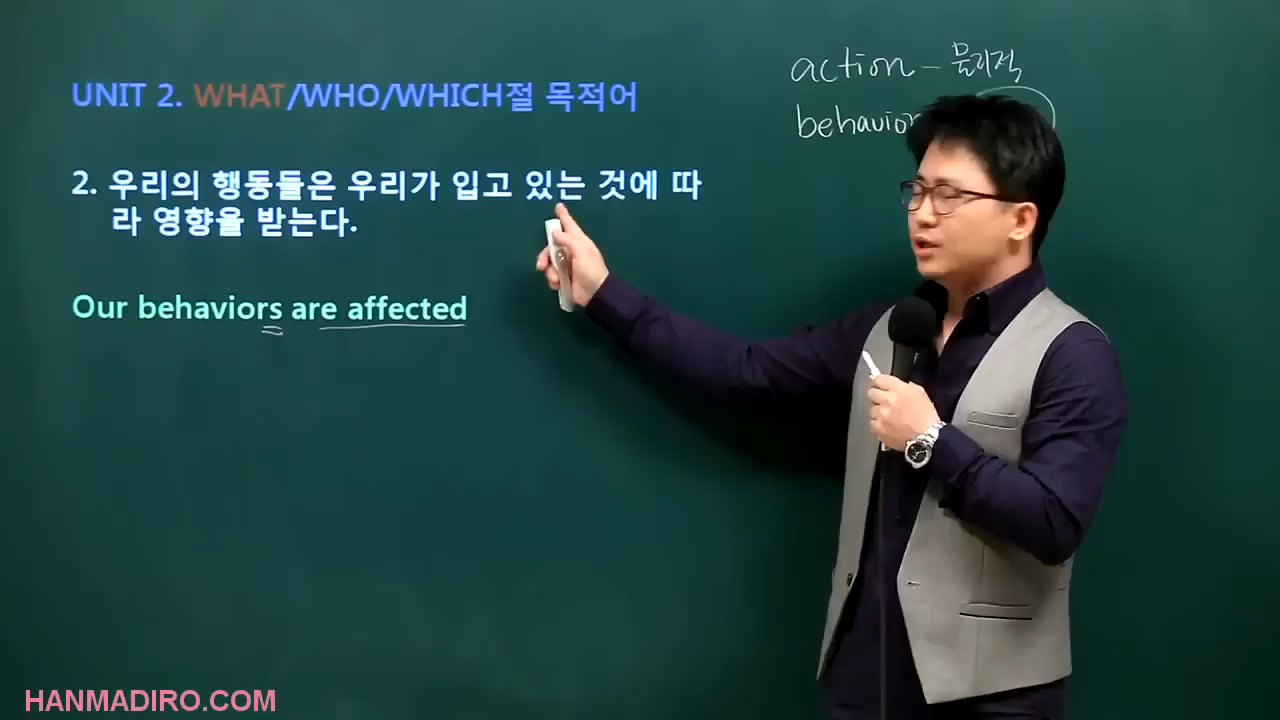 UNIT 2. WHAT/WHO/WHICH절 목적어
action - 물리적
behavior
2. 우리의 행동들은 우리가 입고 있는 것에 따
라 영향을 받는다.
Our behaviors are affected
HANMADIRO.COM